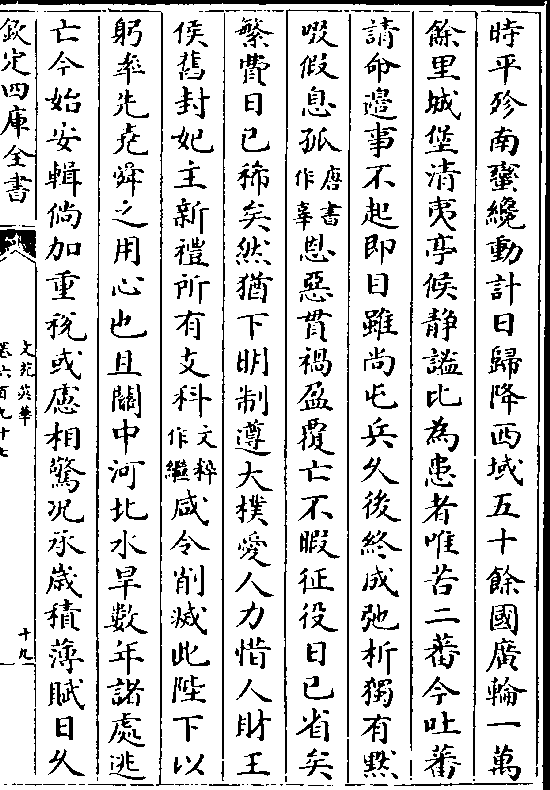 時平殄南蠻纔動計日歸降西域五十餘國廣輪一萬
餘里城堡清夷亭候静謐比為患者唯苦二蕃今吐蕃
請命邉事不起即目雖尚屯兵久後終成弛柝獨有黙
啜假息孤唐書作辜恩惡貫禍盈覆亡不暇征役日已省矣
繁費日已稀矣然猶下明制遵大樸愛人力惜人財王
侯舊封妃主新禮所有支科文粹作繼咸令削減此陛下以
躬率先堯舜之用心也且關中河北水旱數年諸處逃
亡今始安輯倘加重税或慮相驚况承歳積薄賦日久
欽定四庫全書
文苑英華
卷六百九十七
十九